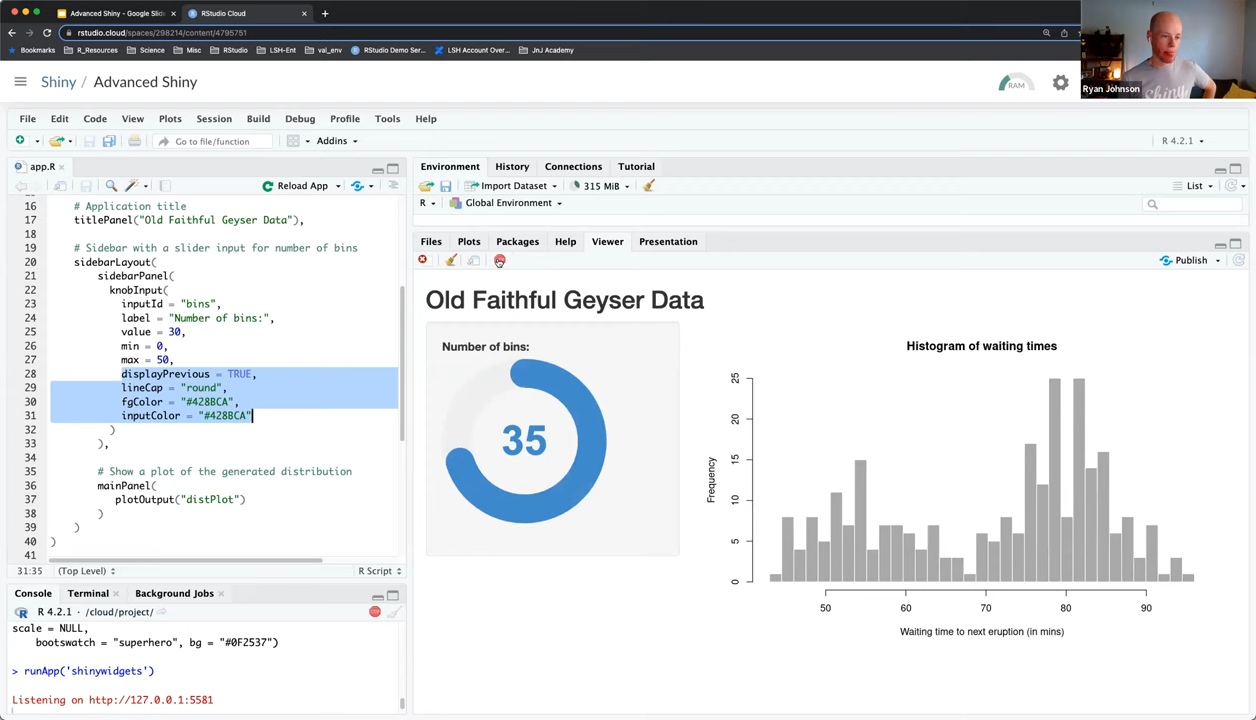 Advanced Shiny - Google Slid
RStudio Cloud
rstudio.cloud/spaces/298214/content/4795751
Bookmarks R_Resources Science Misc RStudio LSH-Ent val_env RStudio Demo Ser... LSH Account Over... JnJ Academy
Ryan Johnson
Shiny / Advanced Shiny
RAM
File Edit Code View Plots Session Build Debug Profile Tools Help
Go to file/function Addins
R 4.2.1
app.R
Reload App
16 # Application title
17 titlePanel("Old Faithful Geyser Data"),
18
19 # Sidebar with a slider input for number of bins
20 sidebarLayout(
21 sidebarPanel(
22 knobInput(
23 inputId = "bins",
24 label = "Number of bins:",
25 value = 30,
26 min = 0,
27 max = 50,
28 displayPrevious = TRUE,
29 lineCap = "round",
30 fgColor = "#428BCA",
31 inputColor = "#428BCA"
32 )
33 ),
34
35 # Show a plot of the generated distribution
36 mainPanel(
37 plotOutput("distPlot")
38 )
39 )
40 )
41
31:35 (Top Level) R Script
Console Terminal Background Jobs
R 4.2.1 · /cloud/project/
scale = NULL,
bootswatch = "superhero", bg = "#0F2537")
> runApp('shinywidgets')
Listening on http://127.0.0.1:5581
Environment History Connections Tutorial
Import Dataset 315 MiB List
R Global Environment
Files Plots Packages Help Viewer Presentation
Publish
Old Faithful Geyser Data
Number of bins:
35
Histogram of waiting times
Frequency
25
20
15
10
5
0
50 60 70 80 90
Waiting time to next eruption (in mins)